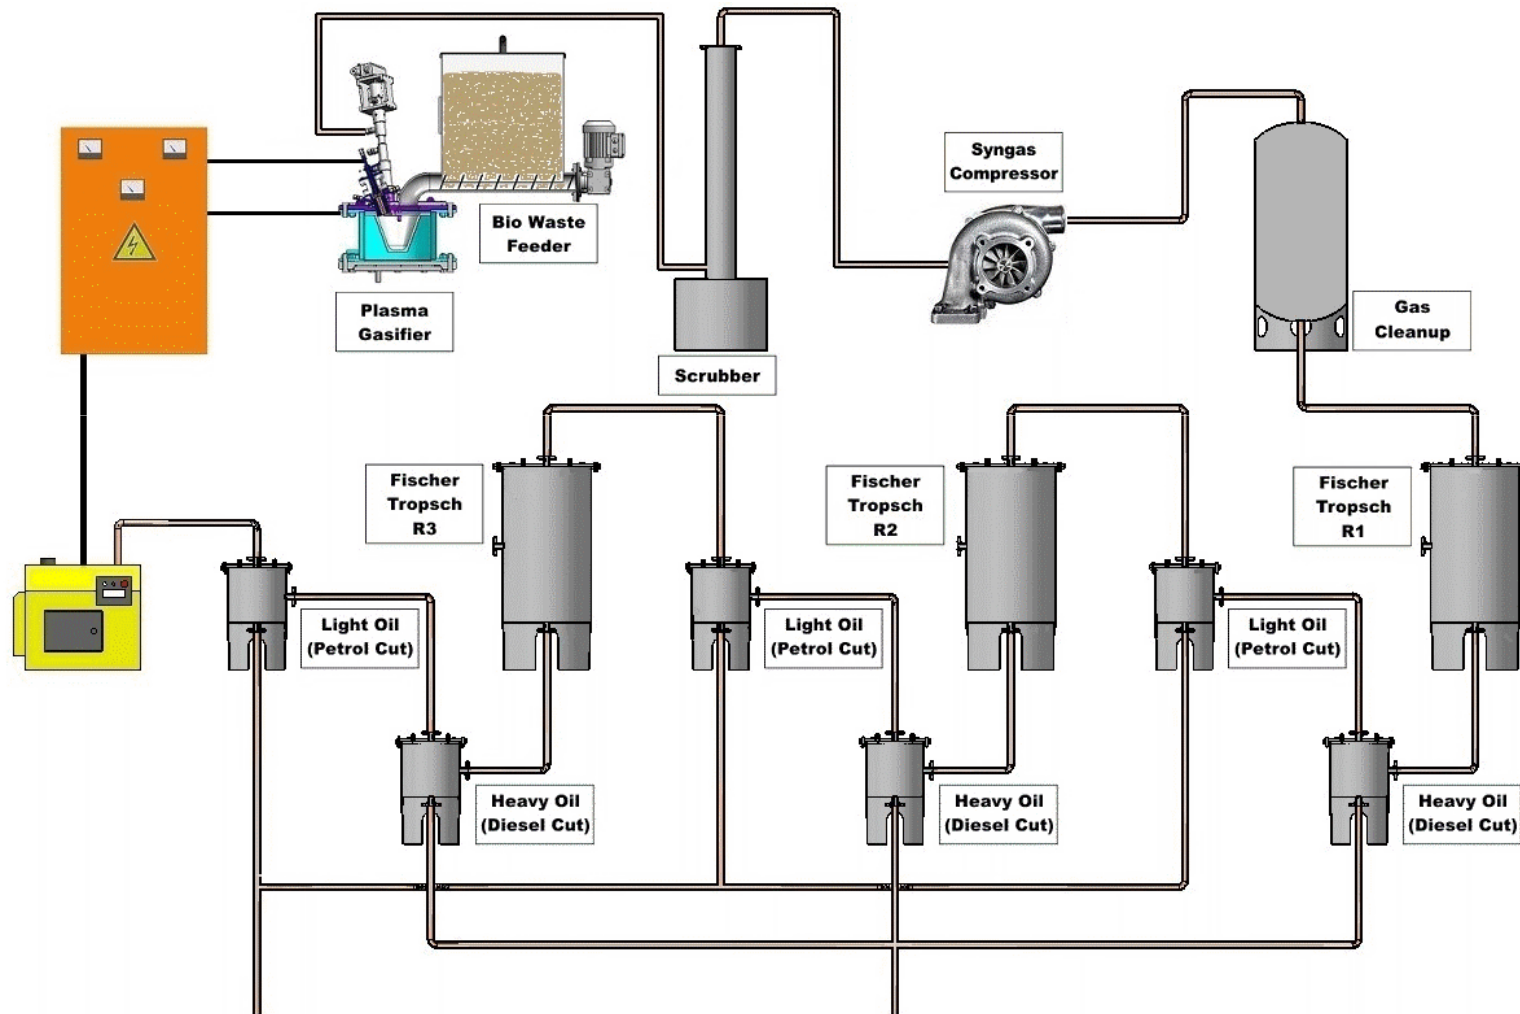 Syngas
Compressor
Bio Waste
Feeder
Plasma
Gasifier
Gas
Cleanup
Scrubber
Fischer
Tropsch
R3
Fischer
Tropsch
R2
Fischer
Tropsch
R1
Light Oil
(Petrol Cut)
Light Oil
(Petrol Cut)
Light Oil
(Petrol Cut)
Heavy Oil
(Diesel Cut)
Heavy Oil
(Diesel Cut)
Heavy Oil
(Diesel Cut)